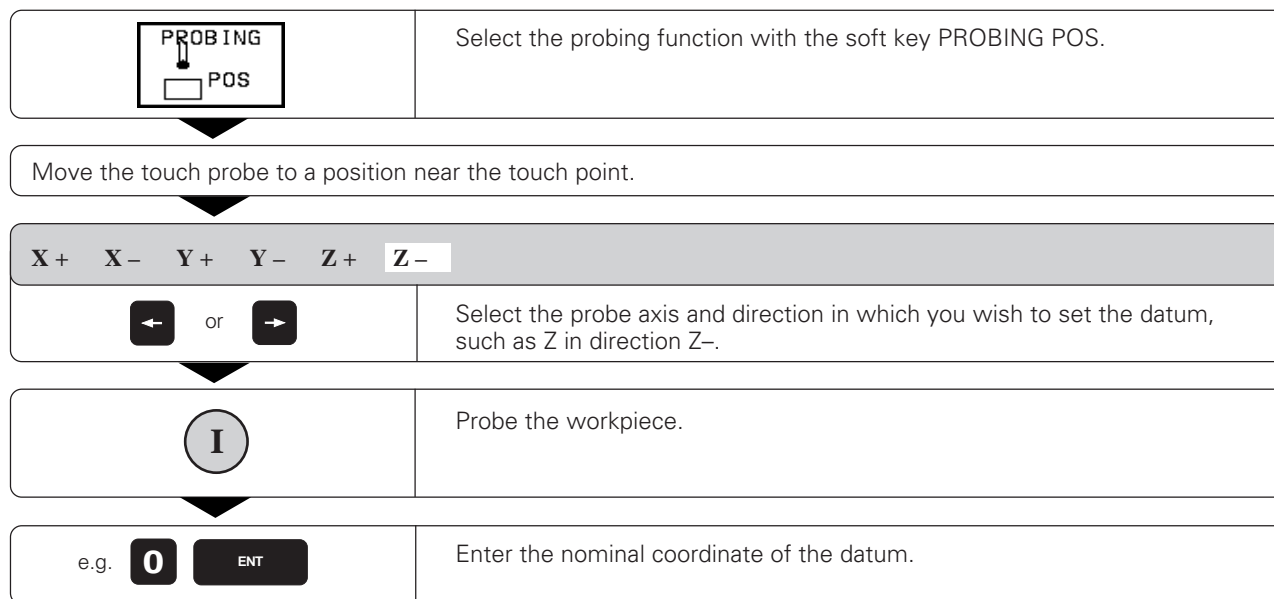 PROBING
POS
Select the probing function with the soft key PROBING POS.
Move the touch probe to a position near the touch point.
X + X – Y + Y – Z + Z –
or
Select the probe axis and direction in which you wish to set the datum,
such as Z in direction Z–.
I
Probe the workpiece.
e.g. 0 ENT
Enter the nominal coordinate of the datum.